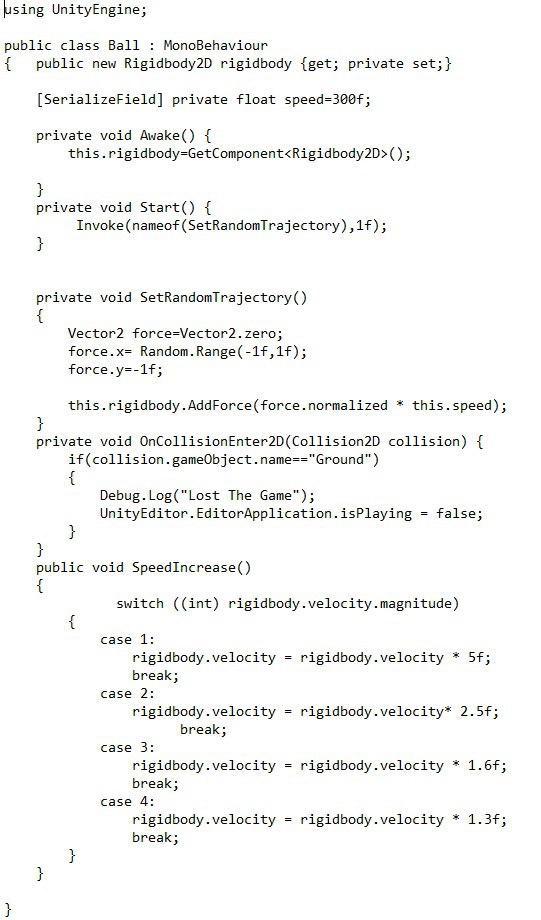 using UnityEngine;

public class Ball : MonoBehaviour
{   public new Rigidbody2D rigidbody {get; private set;}

    [SerializeField] private float speed=300f;

    private void Awake() {
        this.rigidbody=GetComponent<Rigidbody2D>();

    }
    private void Start() {
         Invoke(nameof(SetRandomTrajectory),1f);
    }


    private void SetRandomTrajectory()
    {
        Vector2 force=Vector2.zero;
        force.x= Random.Range(-1f,1f);
        force.y=-1f;

        this.rigidbody.AddForce(force.normalized * this.speed);
    }
    private void OnCollisionEnter2D(Collision2D collision) {
        if(collision.gameObject.name=="Ground")
        {
            Debug.Log("Lost The Game");
            UnityEditor.EditorApplication.isPlaying = false;
        }
    }
    public void SpeedIncrease()
    {
              switch ((int) rigidbody.velocity.magnitude)
        {
            case 1:
                rigidbody.velocity = rigidbody.velocity * 5f;
                break;
            case 2:
                rigidbody.velocity = rigidbody.velocity* 2.5f;
                      break;
            case 3:
                rigidbody.velocity = rigidbody.velocity * 1.6f;
                break;
            case 4:
                rigidbody.velocity = rigidbody.velocity * 1.3f;
                break;
        }
    }

}